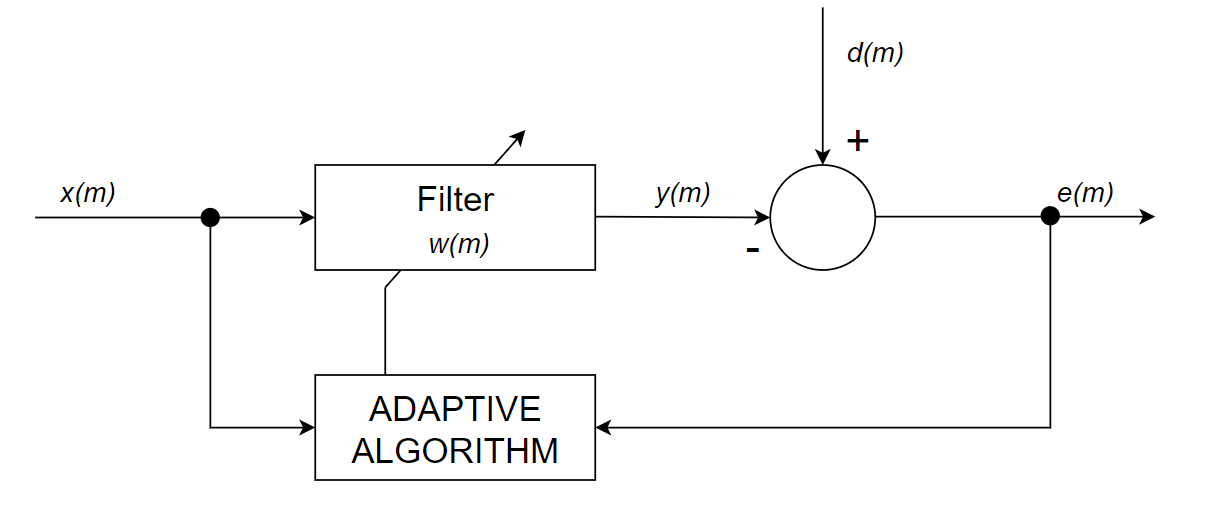 d(m)
+
x(m)
Filter
w(m)
y(m)
-
e(m)
ADAPTIVE
ALGORITHM